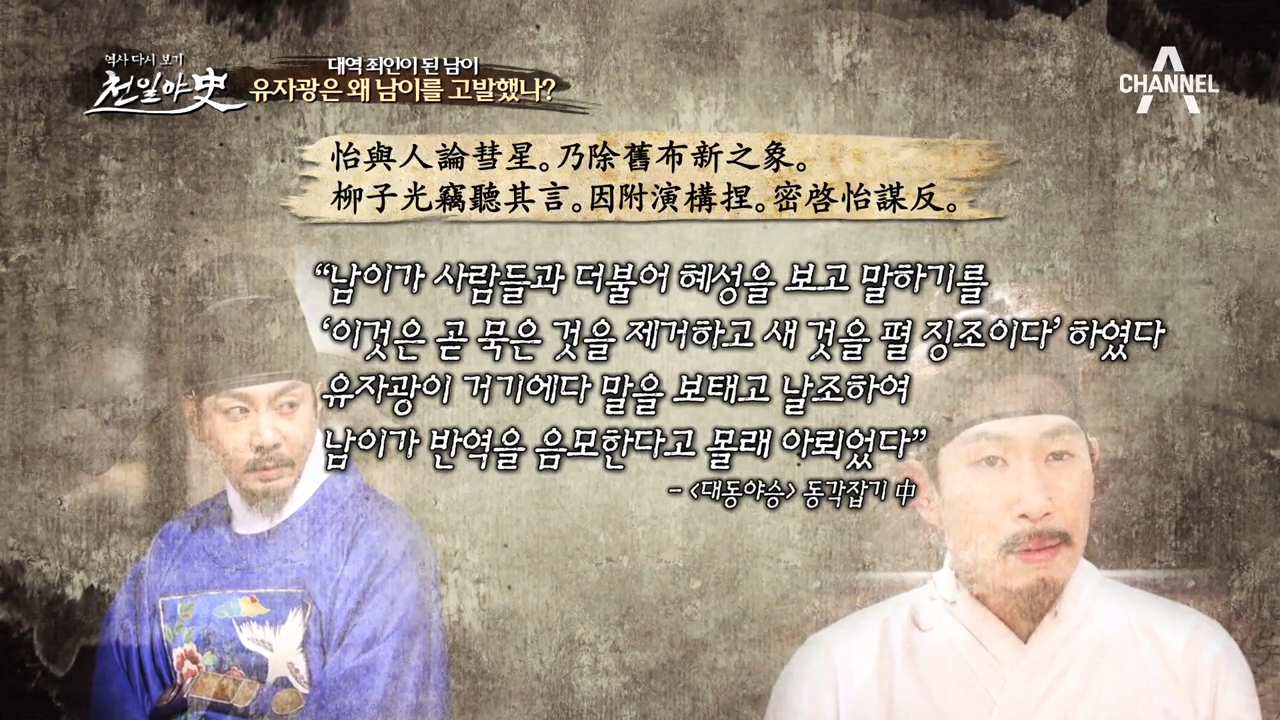 역사 다시 보기
천일야史
대역 죄인이 된 남이
유자광은 왜 남이를 고발했나?
CHANNEL A
怡與人論彗星。乃除舊布新之象。
柳子光竊聽其言。因附演構捏。密啓怡謀反。
“남이가 사람들과 더불어 혜성을 보고 말하기를
‘이것은 곧 묵은 것을 제거하고 새 것을 펼 징조이다’ 하였다
유자광이 거기에다 말을 보태고 날조하여
남이가 반역을 음모한다고 몰래 아뢰었다”
- <대동야승> 동각잡기 中